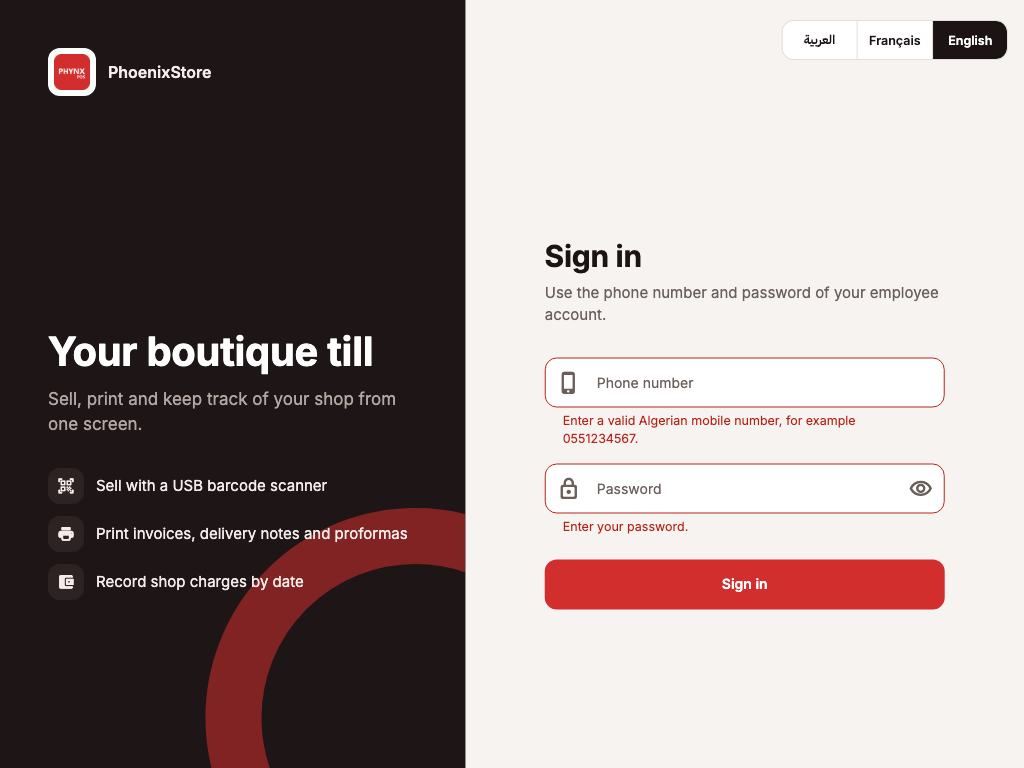 PHYNX
POS
PhoenixStore
Your boutique till
Sell, print and keep track of your shop from
one screen.
Sell with a USB barcode scanner
Print invoices, delivery notes and proformas
Record shop charges by date
العربية
Français
English
Sign in
Use the phone number and password of your employee
account.
Phone number
Enter a valid Algerian mobile number, for example
0551234567.
Password
Enter your password.
Sign in